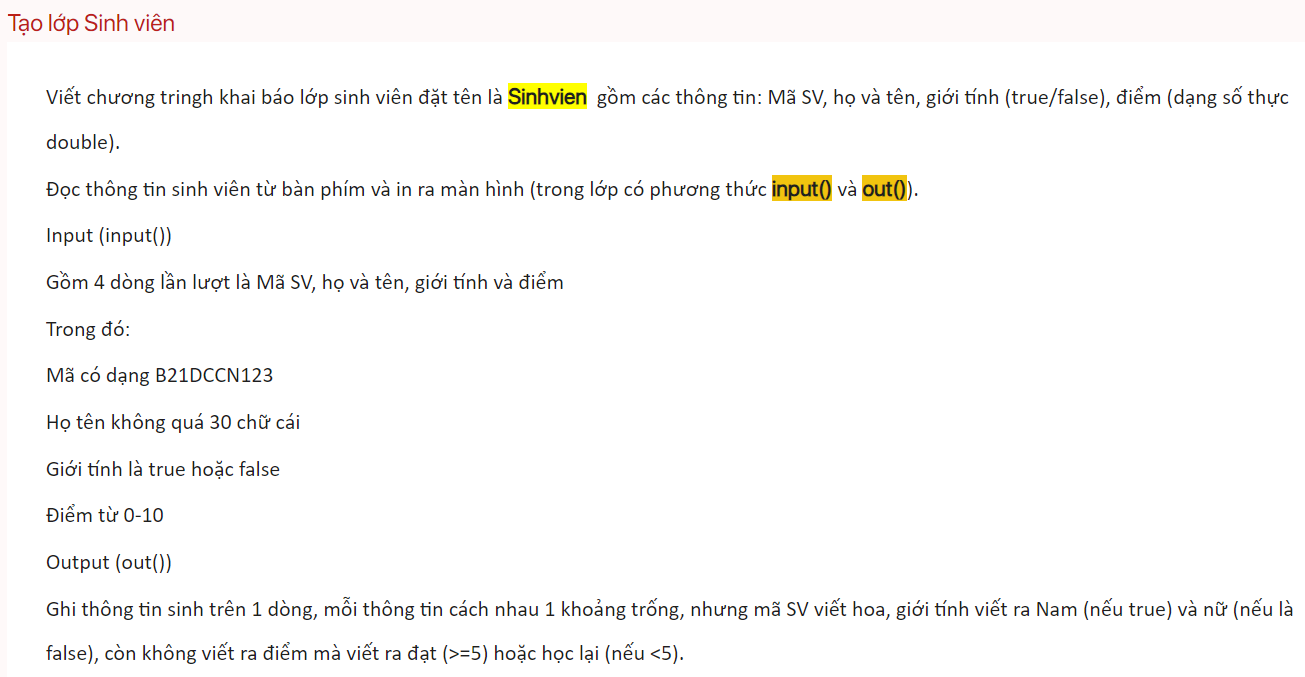 Tạo lớp Sinh viên
Viết chương tringh khai báo lớp sinh viên đặt tên là Sinhvien gồm các thông tin: Mã SV, họ và tên, giới tính (true/false), điểm (dạng số thực
double).
Đọc thông tin sinh viên từ bàn phím và in ra màn hình (trong lớp có phương thức input() và out()).
Input (input())
Gồm 4 dòng lần lượt là Mã SV, họ và tên, giới tính và điểm
Trong đó:
Mã có dạng B21DCCN123
Họ tên không quá 30 chữ cái
Giới tính là true hoặc false
Điểm từ 0-10
Output (out())
Ghi thông tin sinh trên 1 dòng, mỗi thông tin cách nhau 1 khoảng trống, nhưng mã SV viết hoa, giới tính viết ra Nam (nếu true) và nữ (nếu là
false), còn không viết ra điểm mà viết ra đạt (>=5) hoặc học lại (nếu <5).